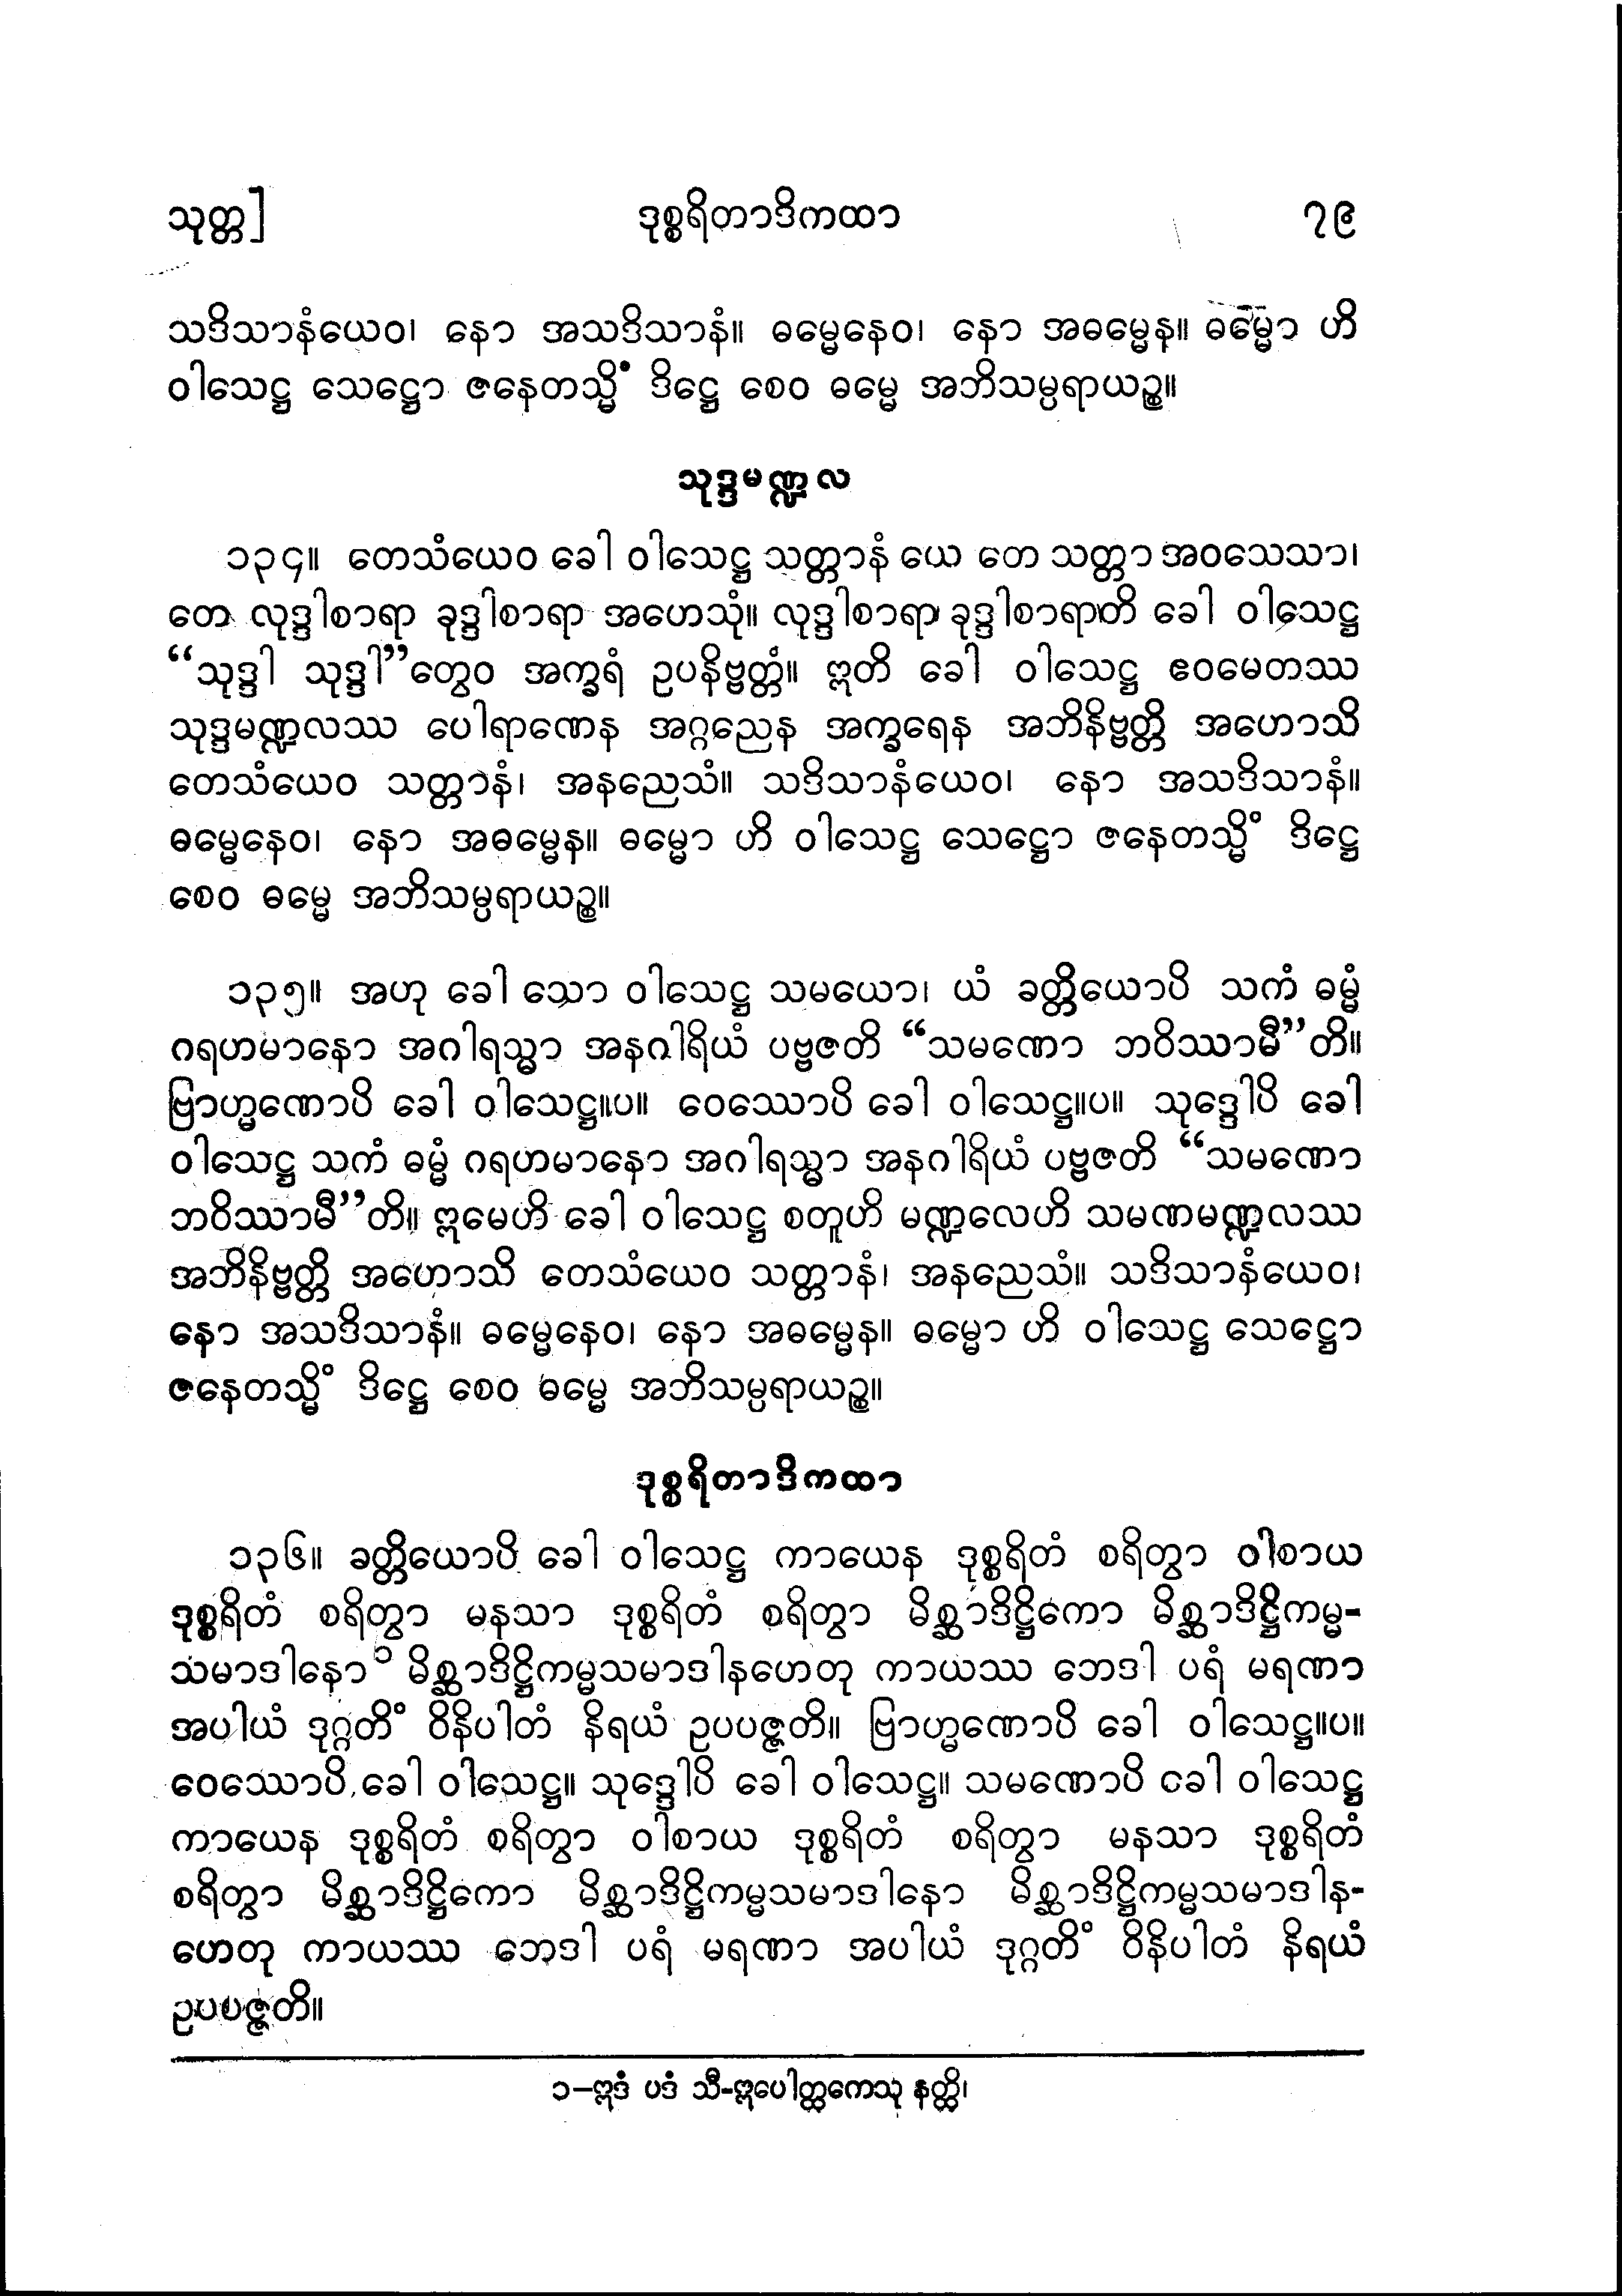 သုတ္တ] ဒုစ္စရိတာဒိကထာ ၇၉
သဒိသာနံယေဝ၊ နော အသဒိသာနံ။ ဓမ္မေနေဝ၊ နော အဓမ္မေန။ ဓမ္မော ဟိ
ဝါသေဋ္ဌ သေဋ္ဌော ဇနေတသ္မိံ ဒိဋ္ဌေ စေဝ ဓမ္မေ အဘိသမ္ပရာယဉ္စ။
သုဒ္ဒမဏ္ဍလ
၁၃၄။ တေသံယေဝ ခေါ ဝါသေဋ္ဌ သတ္တာနံ ယေ တေ သတ္တာ အဝသေသာ၊
တေ လုဒ္ဒါစာရာ ခုဒ္ဒါစာရာ အဟေသုံ။ လုဒ္ဒါစာရာ ခုဒ္ဒါစာရာတိ ခေါ ဝါသေဋ္ဌ
“သုဒ္ဒါ သုဒ္ဒါ”တွေဝ အက္ခရံ ဥပနိဗ္ဗတ္တံ။ ဣတိ ခေါ ဝါသေဋ္ဌ ဧဝမေတဿ
သုဒ္ဒမဏ္ဍလဿ ပေါရာဏေန အဂ္ဂညေန အက္ခရေန အဘိနိဗ္ဗတ္တိ အဟောသိ
တေသံယေဝ သတ္တာနံ၊ အနညေသံ။ သဒိသာနံယေဝ၊ နော အသဒိသာနံ။
ဓမ္မေနေဝ၊ နော အဓမ္မေန။ ဓမ္မော ဟိ ဝါသေဋ္ဌ သေဋ္ဌော ဇနေတသ္မိံ ဒိဋ္ဌေ
စေဝ ဓမ္မေ အဘိသမ္ပရာယဉ္စ။
၁၃၅။ အဟု ခေါ သော ဝါသေဋ္ဌ သမယော၊ ယံ ခတ္တိယောပိ သကံ ဓမ္မံ
ဂရဟမာနော အဂါရသ္မာ အနဂါရိယံ ပဗ္ဗဇတိ “သမဏော ဘဝိဿာမီ”တိ။
ဗြာဟ္မဏောပိ ခေါ ဝါသေဋ္ဌ။ပ။ ဝေဿောပိ ခေါ ဝါသေဋ္ဌ။ပ။ သုဒ္ဒေါပိ ခေါ
ဝါသေဋ္ဌ သကံ ဓမ္မံ ဂရဟမာနော အဂါရသ္မာ အနဂါရိယံ ပဗ္ဗဇတိ “သမဏော
ဘဝိဿာမီ”တိ။ ဣမေဟိ ခေါ ဝါသေဋ္ဌ စတူဟိ မဏ္ဍလေဟိ သမဏမဏ္ဍလဿ
အဘိနိဗ္ဗတ္တိ အဟောသိ တေသံယေဝ သတ္တာနံ၊ အနညေသံ။ သဒိသာနံယေဝ၊
နော အသဒိသာနံ။ ဓမ္မေနေဝ၊ နော အဓမ္မေန။ ဓမ္မော ဟိ ဝါသေဋ္ဌ သေဋ္ဌော
ဇနေတသ္မိံ ဒိဋ္ဌေ စေဝ ဓမ္မေ အဘိသမ္ပရာယဉ္စ။
ဒုစ္စရိတာဒိကထာ
၁၃၆။ ခတ္တိယောပိ ခေါ ဝါသေဋ္ဌ ကာယေန ဒုစ္စရိတံ စရိတွာ ဝါစာယ
ဒုစ္စရိတံ စရိတွာ မနသာ ဒုစ္စရိတံ စရိတွာ မိစ္ဆာဒိဋ္ဌိကော မိစ္ဆာဒိဋ္ဌိကမ္မ-
သမာဒါနော၁ မိစ္ဆာဒိဋ္ဌိကမ္မသမာဒါနဟေတု ကာယဿ ဘေဒါ ပရံ မရဏာ
အပါယံ ဒုဂ္ဂတိံ ဝိနိပါတံ နိရယံ ဥပပဇ္ဇတိ။ ဗြာဟ္မဏောပိ ခေါ ဝါသေဋ္ဌ။ပ။
ဝေဿောပိ ခေါ ဝါသေဋ္ဌ။ သုဒ္ဒေါပိ ခေါ ဝါသေဋ္ဌ။ သမဏောပိ ခေါ ဝါသေဋ္ဌ
ကာယေန ဒုစ္စရိတံ စရိတွာ ဝါစာယ ဒုစ္စရိတံ စရိတွာ မနသာ ဒုစ္စရိတံ
စရိတွာ မိစ္ဆာဒိဋ္ဌိကော မိစ္ဆာဒိဋ္ဌိကမ္မသမာဒါနော မိစ္ဆာဒိဋ္ဌိကမ္မသမာဒါန-
ဟေတု ကာယဿ ဘေဒါ ပရံ မရဏာ အပါယံ ဒုဂ္ဂတိံ ဝိနိပါတံ နိရယံ
ဥပပဇ္ဇတိ။
၁−ဣဒံ ပဒံ သီ-ဣပေါတ္ထကေသု နတ္ထိ၊